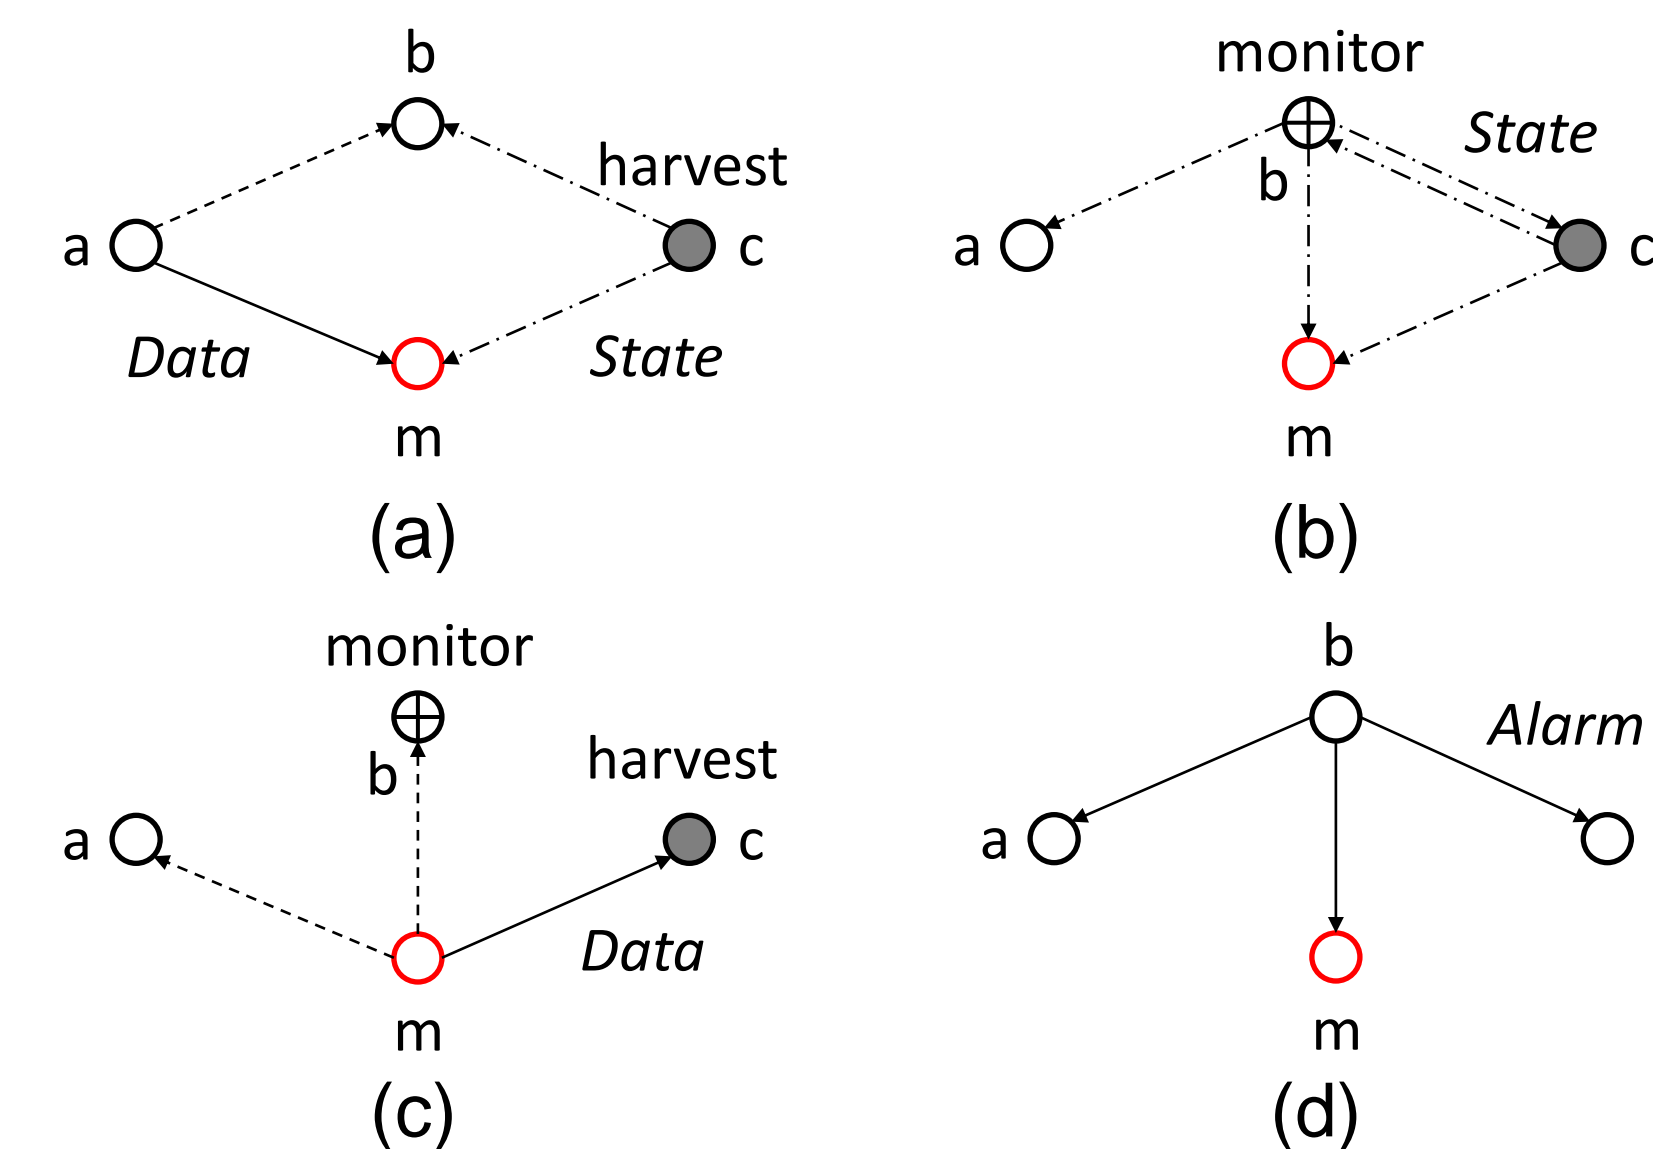 b
harvest
a
c
Data
State
m
(a)
monitor
State
b
a
c
m
(b)
monitor
b
harvest
a
c
Data
m
(c)
b
Alarm
a
m
(d)